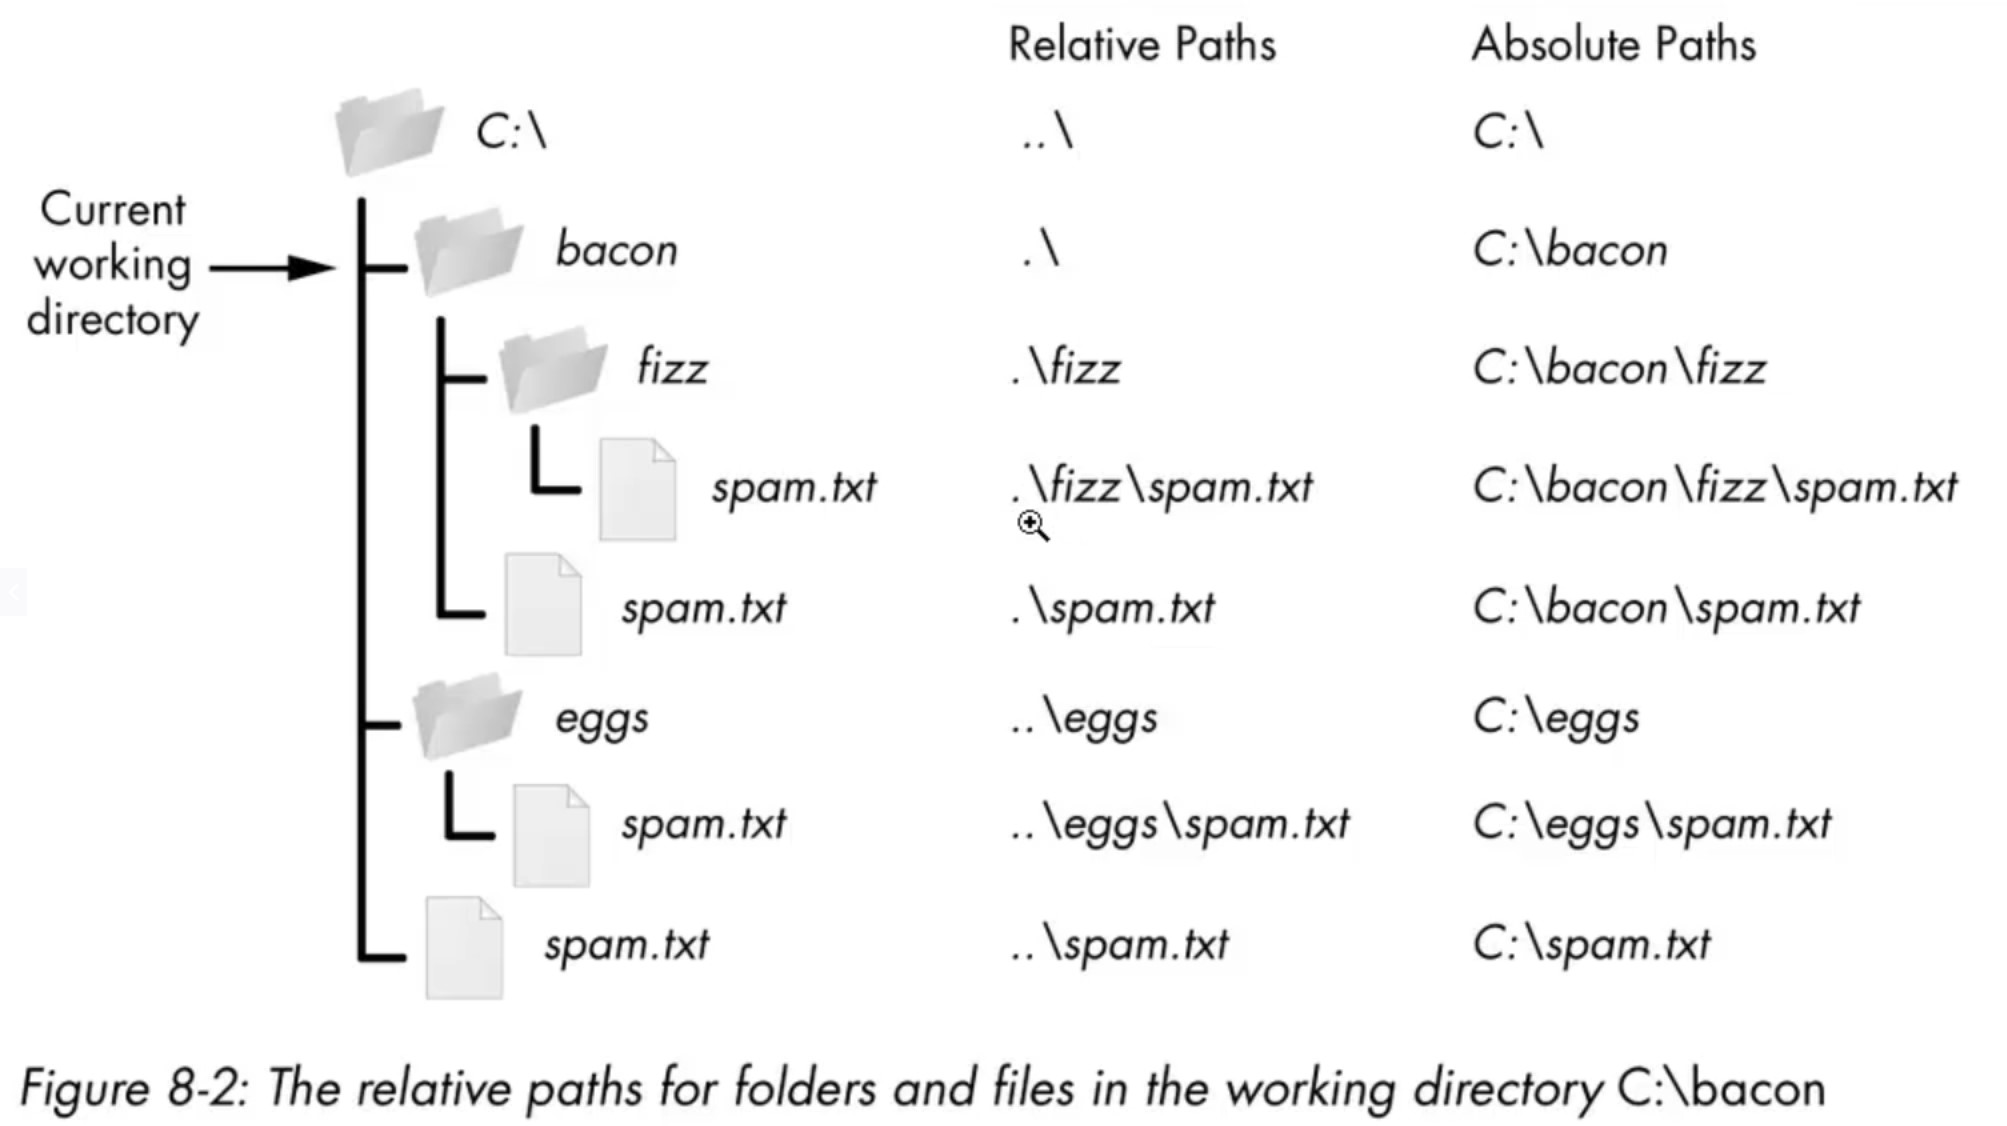 Relative Paths Absolute Paths
C:\ ..\ C:\
Current
working
directory
bacon .\ C:\bacon
fizz .\fizz C:\bacon\fizz
spam.txt .\fizz\spam.txt C:\bacon\fizz\spam.txt
spam.txt .\spam.txt C:\bacon\spam.txt
eggs ..\eggs C:\eggs
spam.txt ..\eggs\spam.txt C:\eggs\spam.txt
spam.txt ..\spam.txt C:\spam.txt
Figure 8-2: The relative paths for folders and files in the working directory C:\bacon